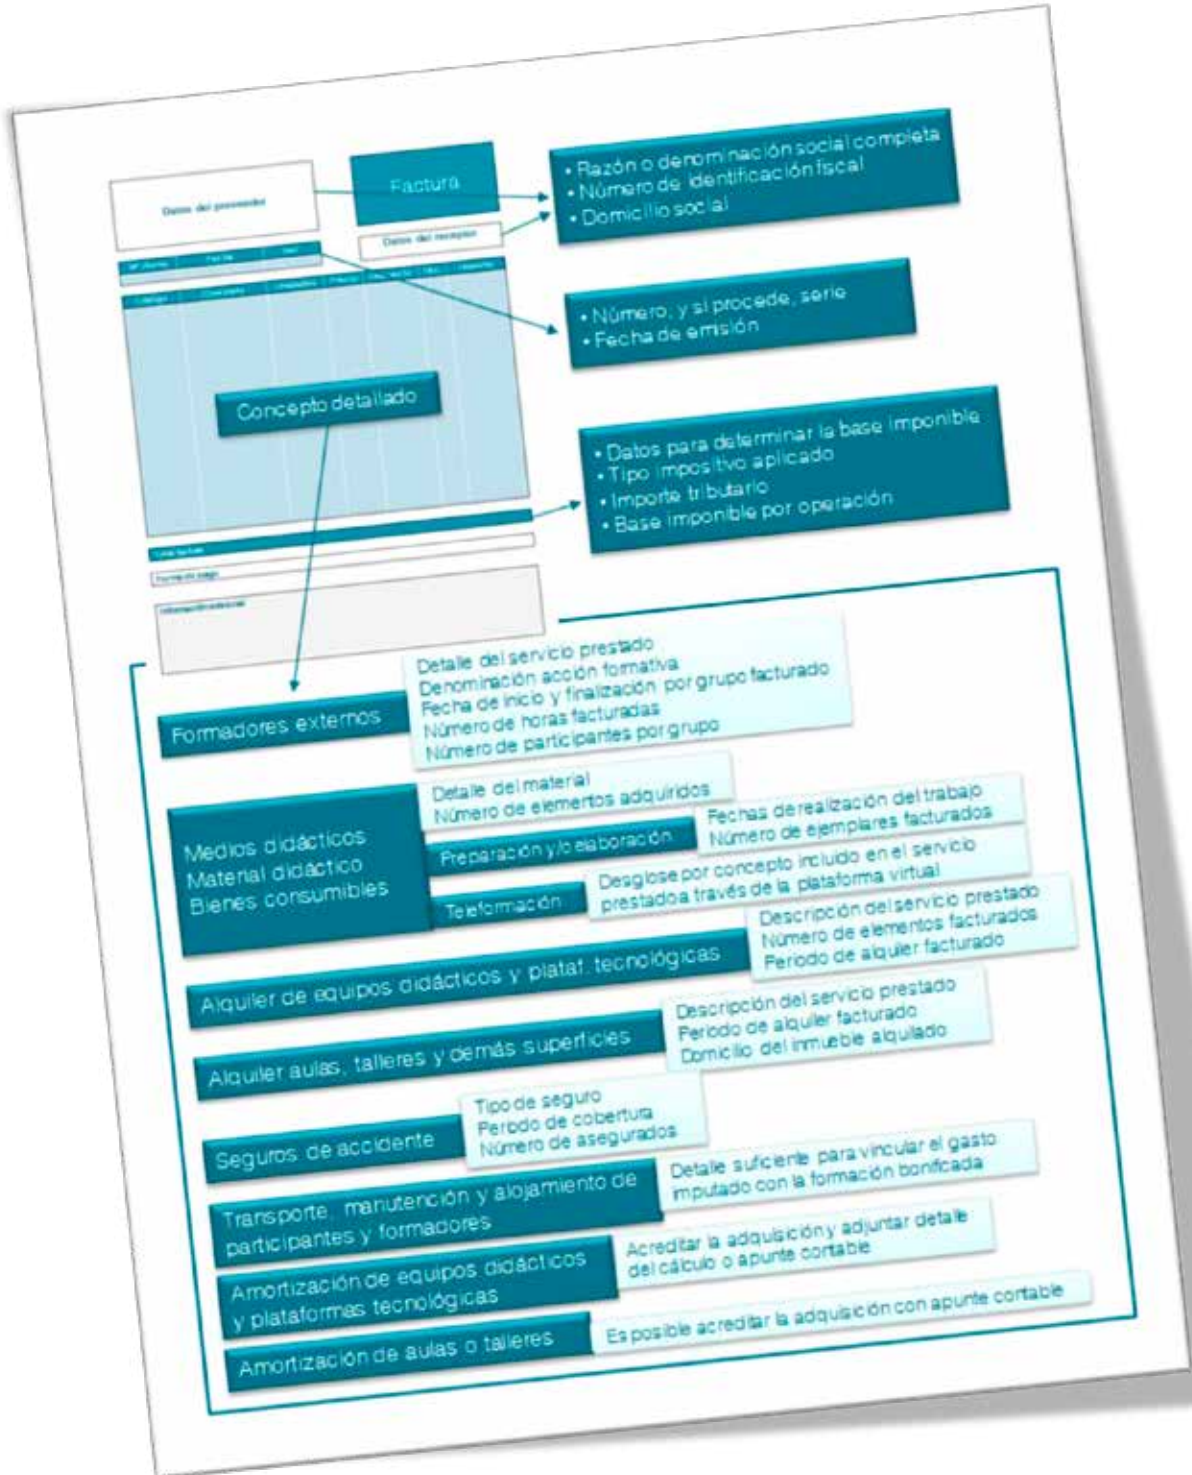 Datos del proveedor
Factura
Datos del receptor
• Razón o denominación social completa
• Número de identificación fiscal
• Domicilio social
• Número, y si procede, serie
• Fecha de emisión
Concepto detallado
• Datos para determinar la base imponible
• Tipo impositivo aplicado
• Importe tributario
• Base imponible por operación
Forma de pago
Formadores externos
Detalle del servicio prestado
Denominación acción formativa
Fecha de inicio y finalización por grupo facturado
Número de horas facturadas
Número de participantes por grupo
Medios didácticos
Material didáctico
Bienes consumibles
Detalle del material
Número de elementos adquiridos
Preparación y/o elaboración
Fechas de realización del trabajo
Número de ejemplares facturados
Teleformación
Desglose por concepto incluido en el servicio
prestado a través de la plataforma virtual
Alquiler de equipos didácticos y plataf. tecnológicas
Descripción del servicio prestado
Número de elementos facturados
Periodo de alquiler facturado
Alquiler aulas, talleres y demás superficies
Descripción del servicio prestado
Periodo de alquiler facturado
Domicilio del inmueble alquilado
Seguros de accidente
Tipo de seguro
Periodo de cobertura
Número de asegurados
Transporte, manutención y alojamiento de
participantes y formadores
Detalle suficiente para vincular el gasto
imputado con la formación bonificada
Amortización de equipos didácticos
y plataformas tecnológicas
Acreditar la adquisición y adjuntar detalle
del cálculo o apunte contable
Amortización de aulas o talleres
Es posible acreditar la adquisición con apunte contable